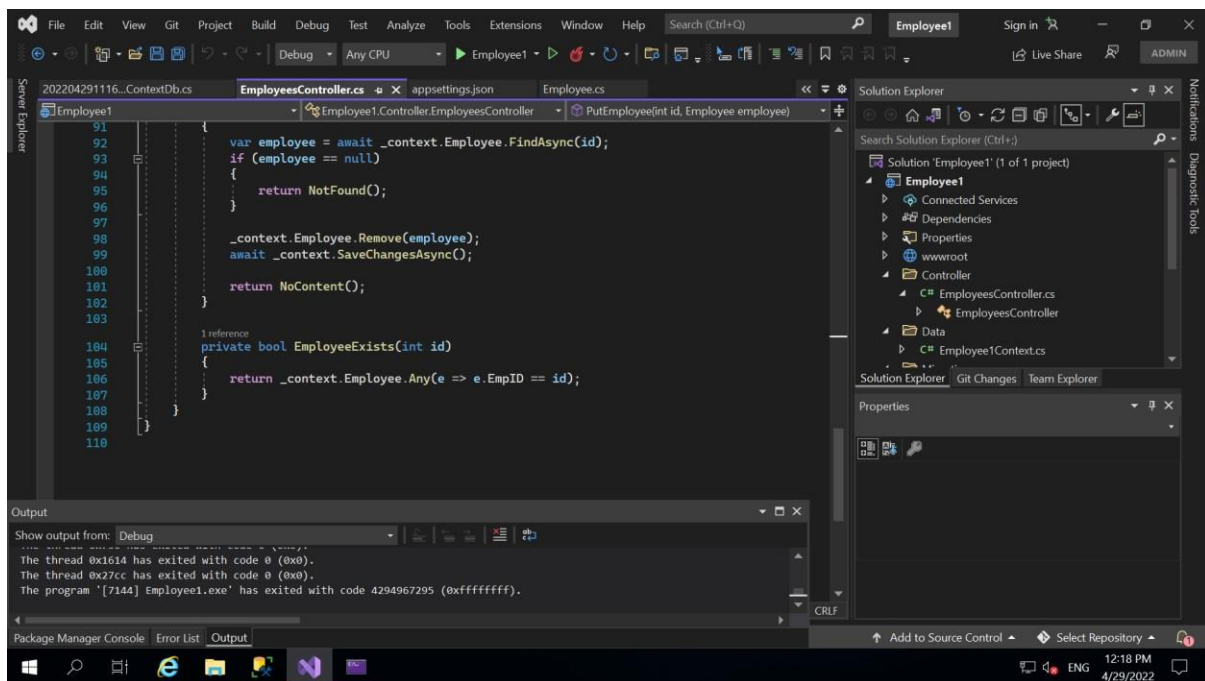 File Edit View Git Project Build Debug Test Analyze Tools Extensions Window Help Search (Ctrl+Q) Employee1 Sign in
Debug Any CPU Employee1 Live Share ADMIN
Server Explorer
202204291116...ContextDb.cs EmployeesController.cs appsettings.json Employee.cs
Employee1 Employee1.Controller.EmployeesController PutEmployee(int id, Employee employee)
91 {
92 var employee = await _context.Employee.FindAsync(id);
93 if (employee == null)
94 {
95 return NotFound();
96 }
97
98 _context.Employee.Remove(employee);
99 await _context.SaveChangesAsync();
100
101 return NoContent();
102 }
103
1 reference
104 private bool EmployeeExists(int id)
105 {
106 return _context.Employee.Any(e => e.EmpID == id);
107 }
108 }
109 }
110
CRLF
Solution Explorer
Search Solution Explorer (Ctrl+;)
Solution 'Employee1' (1 of 1 project)
Employee1
Connected Services
Dependencies
Properties
wwwroot
Controller
C# EmployeesController.cs
EmployeesController
Data
C# Employee1Context.cs
Solution Explorer Git Changes Team Explorer
Properties
Notifications
Diagnostic Tools
Output
Show output from: Debug
The thread 0x1614 has exited with code 0 (0x0).
The thread 0x27cc has exited with code 0 (0x0).
The program '[7144] Employee1.exe' has exited with code 4294967295 (0xffffffff).
Package Manager Console Error List Output
Add to Source Control Select Repository
ENG 12:18 PM
4/29/2022